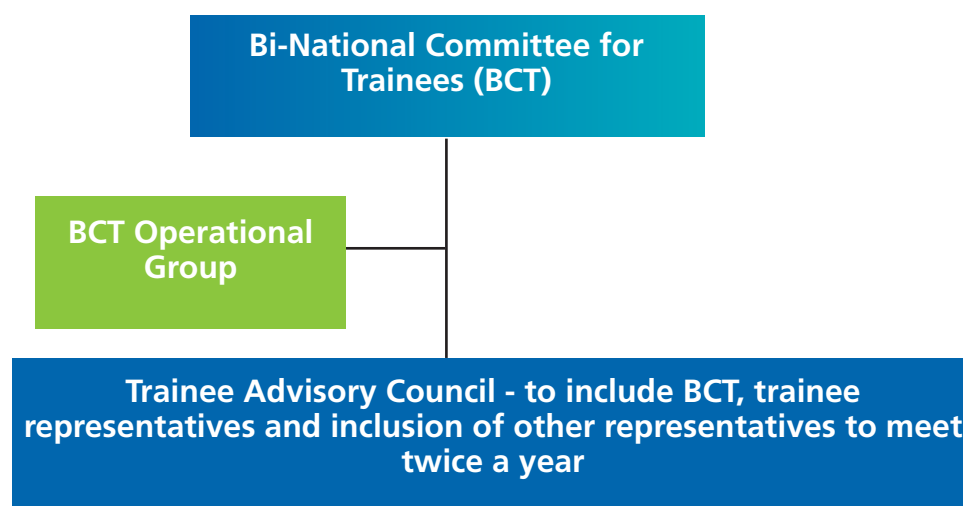 Bi-National Committee for
Trainees (BCT)
BCT Operational
Group
Trainee Advisory Council - to include BCT, trainee
representatives and inclusion of other representatives to meet
twice a year